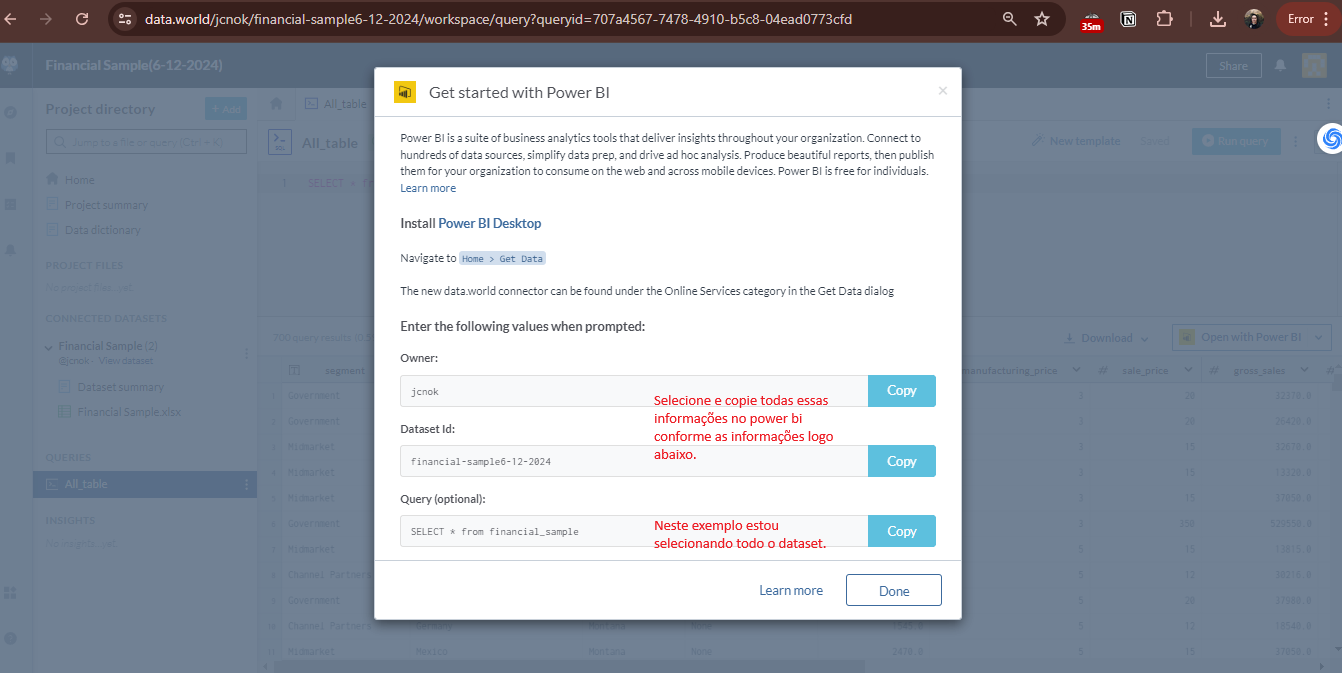 data.world/jcnok/financial-sample6-12-2024/workspace/query?queryid=707a4567-7478-4910-b5c8-04ead0773cfd
35m
Error
Financial Sample(6-12-2024)
Share
Project directory
+ Add
All_table
Jump to a file or query (Ctrl + K)
All_table
New template
Saved
Run query
1 SELECT *
Home
Project summary
Data dictionary
PROJECT FILES
No project files...yet.
CONNECTED DATASETS
Financial Sample (2)
@jcnok · View dataset
Dataset summary
Financial Sample.xlsx
QUERIES
All_table
INSIGHTS
No insights...yet.
Get started with Power BI
×
Power BI is a suite of business analytics tools that deliver insights throughout your organization. Connect to
hundreds of data sources, simplify data prep, and drive ad hoc analysis. Produce beautiful reports, then publish
them for your organization to consume on the web and across mobile devices. Power BI is free for individuals.
Learn more
Install Power BI Desktop
Navigate to Home > Get Data
The new data.world connector can be found under the Online Services category in the Get Data dialog
Enter the following values when prompted:
Owner:
jcnok
Copy
Selecione e copie todas essas
informações no power bi
conforme as informações logo
abaixo.
Dataset Id:
financial-sample6-12-2024
Copy
Query (optional):
SELECT * from financial_sample
Copy
Neste exemplo estou
selecionando todo o dataset.
Learn more
Done
700 query results
Download
Open with Power BI
segment
manufacturing_price
# sale_price
# gross_sales
#
Government 3 20 32370.0
Government 3 20 26420.0
Midmarket 3 15 32670.0
Midmarket 3 15 13320.0
Midmarket 3 15 37050.0
Government 3 350 529550.0
Midmarket 5 15 13815.0
Channel Partners 5 12 30216.0
Government 5 20 37980.0
Channel Partners Germany Montana None 1545.0 5 12 18540.0
Midmarket Mexico Montana None 2470.0 5 15 37050.0